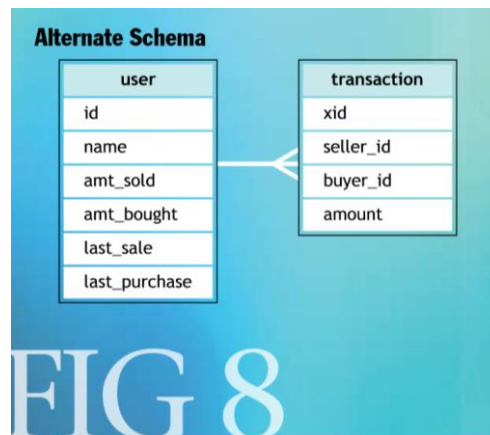 Alternate Schema
user
id
name
amt_sold
amt_bought
last_sale
last_purchase
transaction
xid
seller_id
buyer_id
amount
FIG 8